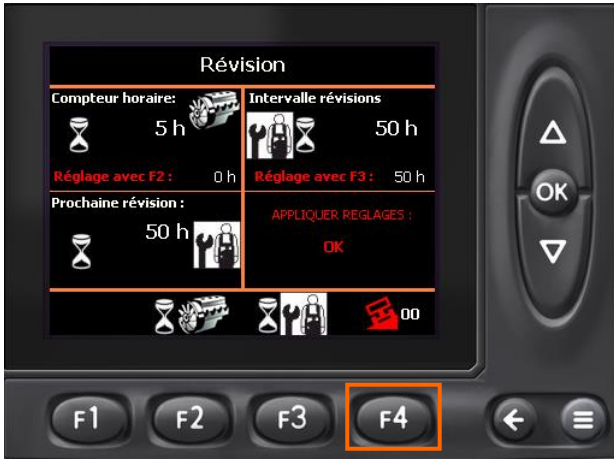 Révision
Compteur horaire:
5 h
Réglage avec F2 : 0 h
Intervalle révisions
50 h
Réglage avec F3 : 50 h
Prochaine révision :
50 h
APPLIQUER REGLAGES :
OK
00
OK
F1 F2 F3 F4